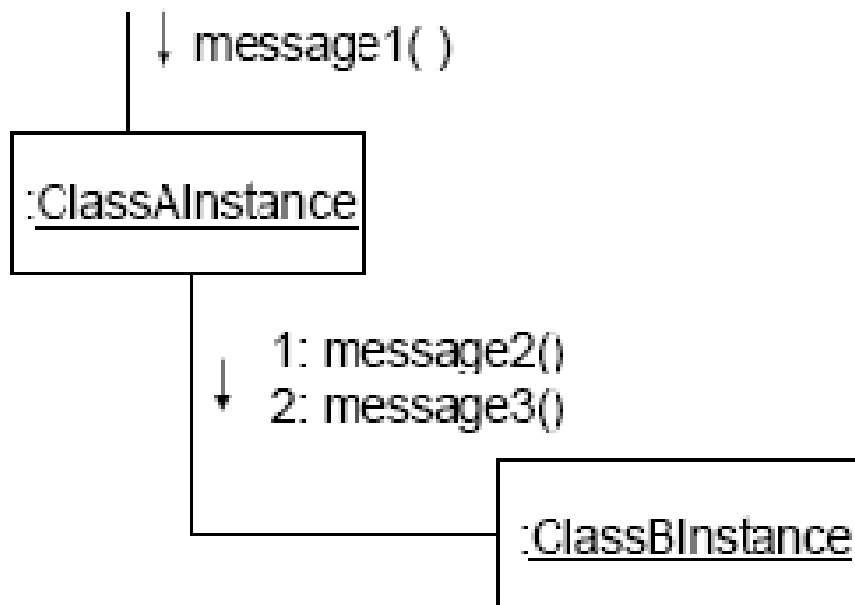 message1( )
:ClassAInstance
1: message2()
2: message3()
:ClassBInstance